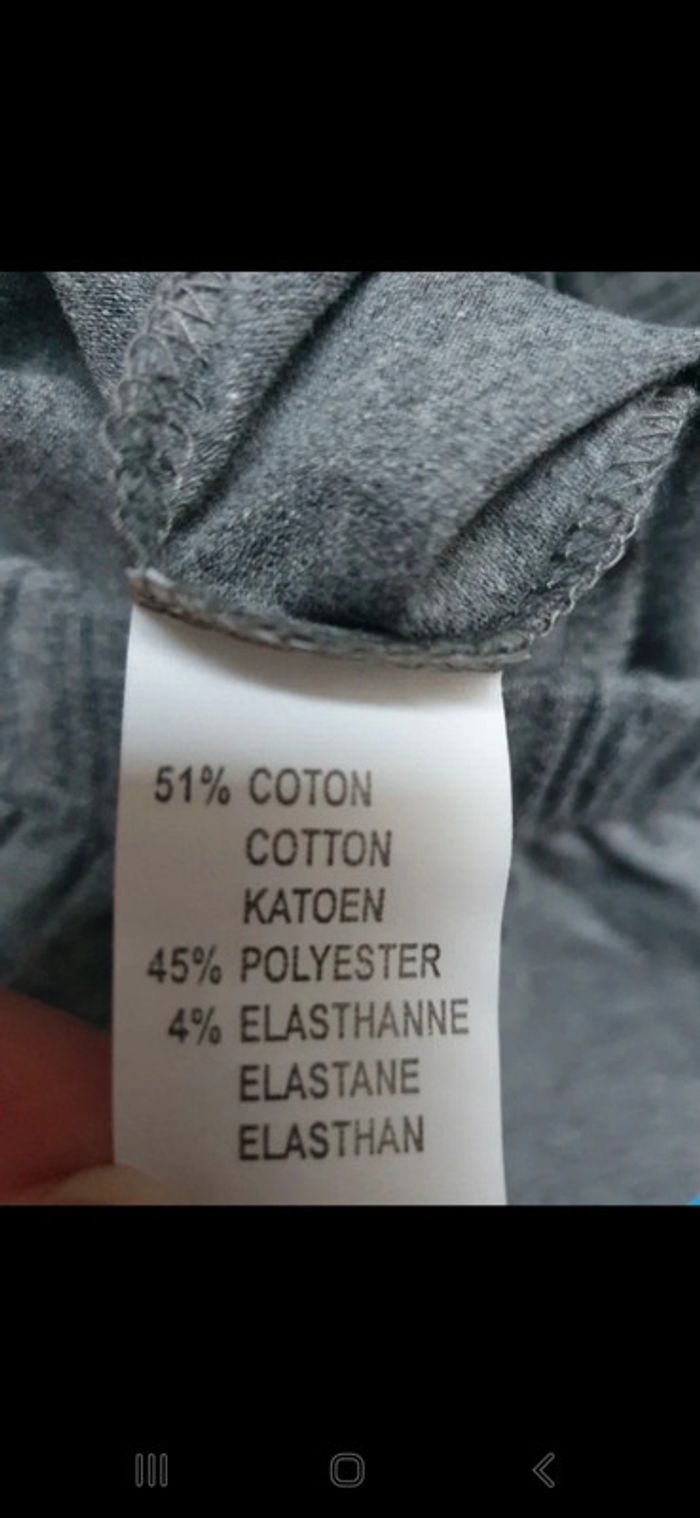 51% COTON
COTTON
KATOEN
45% POLYESTER
4% ELASTHANNE
ELASTANE
ELASTHAN